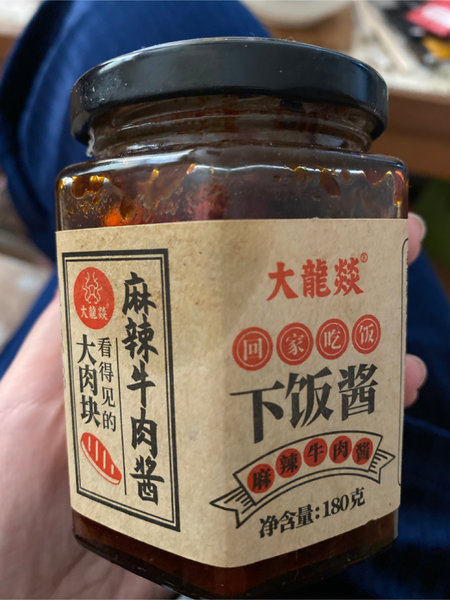 大龍燚
麻辣牛肉醬
看得见的
大肉块
大龍燚®
回家吃饭
下饭酱
麻辣牛肉酱
净含量:180克